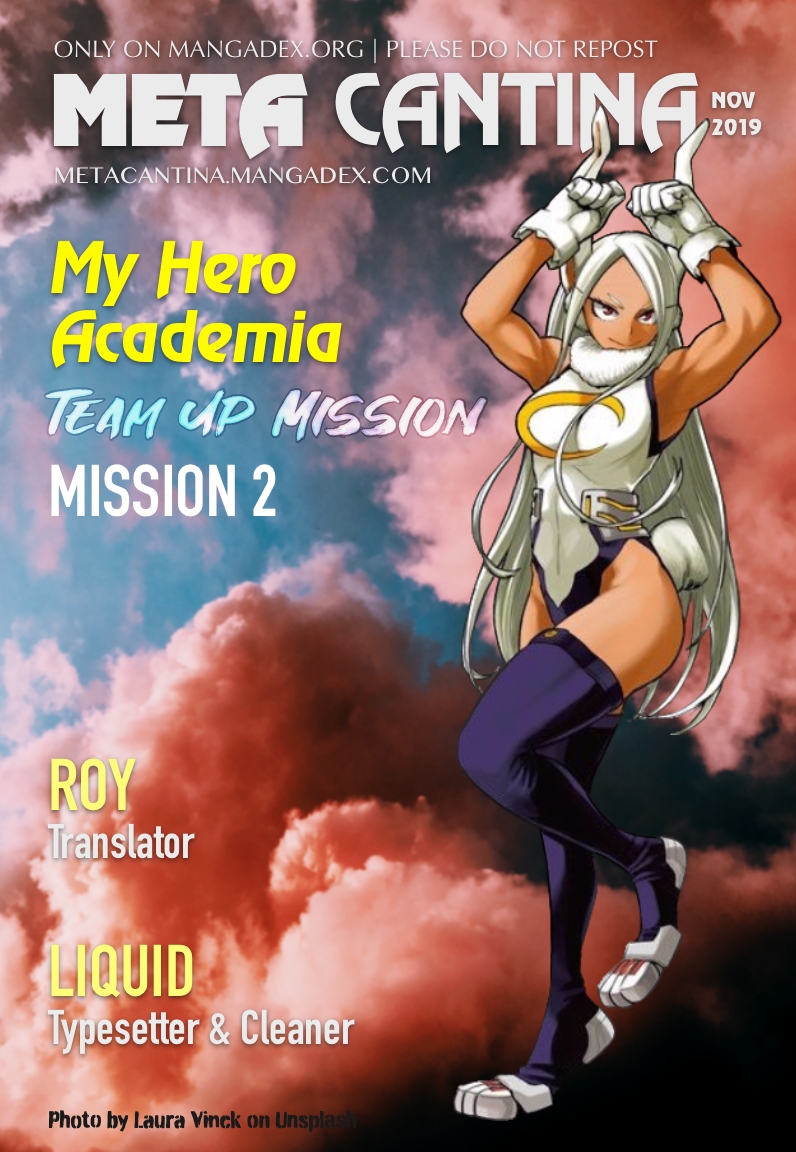 ONLY ON MANGADEX.ORG | PLEASE DO NOT REPOST
META CANTINA
NOV
2019
METACANTINA.MANGADEX.COM
My Hero
Academia
TEAM UP MISSION
MISSION 2
ROY
Translator
LIQUID
Typesetter & Cleaner
Photo by Laura Vinck on Unsplash